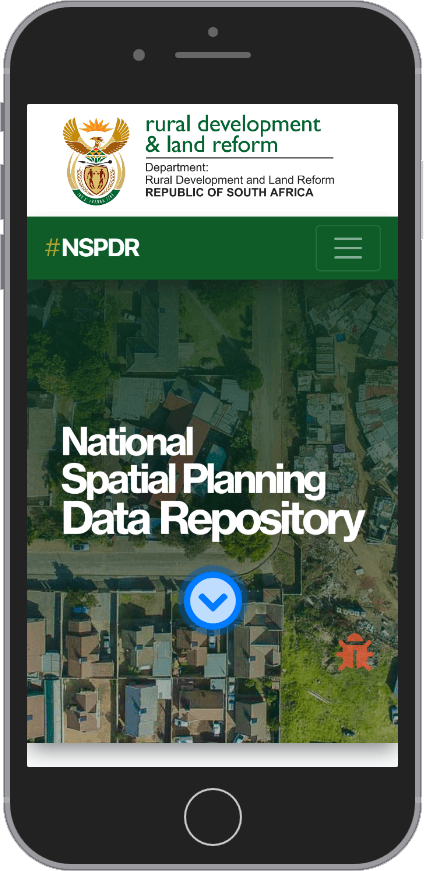 rural development
& land reform
Department:
Rural Development and Land Reform
REPUBLIC OF SOUTH AFRICA
#NSPDR
National
Spatial Planning
Data Repository